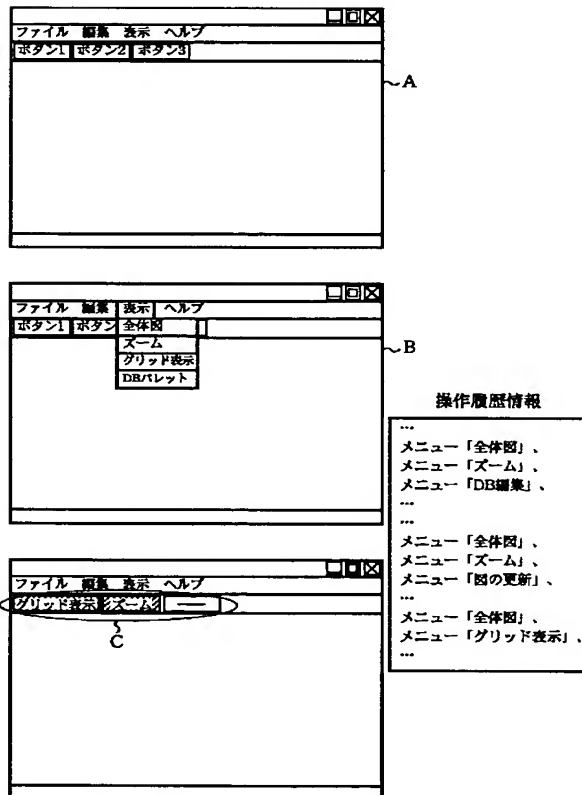 ファイル 編集 表示 ヘルプ
ボタン1 ボタン2 ボタン3
A
ファイル 編集 表示 ヘルプ
ボタン1 ボタン 全体図
ズーム
グリッド表示
DBパレット
B
操作履歴情報
…
メニュー「全体図」、
メニュー「ズーム」、
メニュー「DB編集」、
…
…
メニュー「全体図」、
メニュー「ズーム」、
メニュー「図の更新」、
…
メニュー「全体図」、
メニュー「グリッド表示」、
…
ファイル 編集 表示 ヘルプ
グリッド表示 ズーム —
C